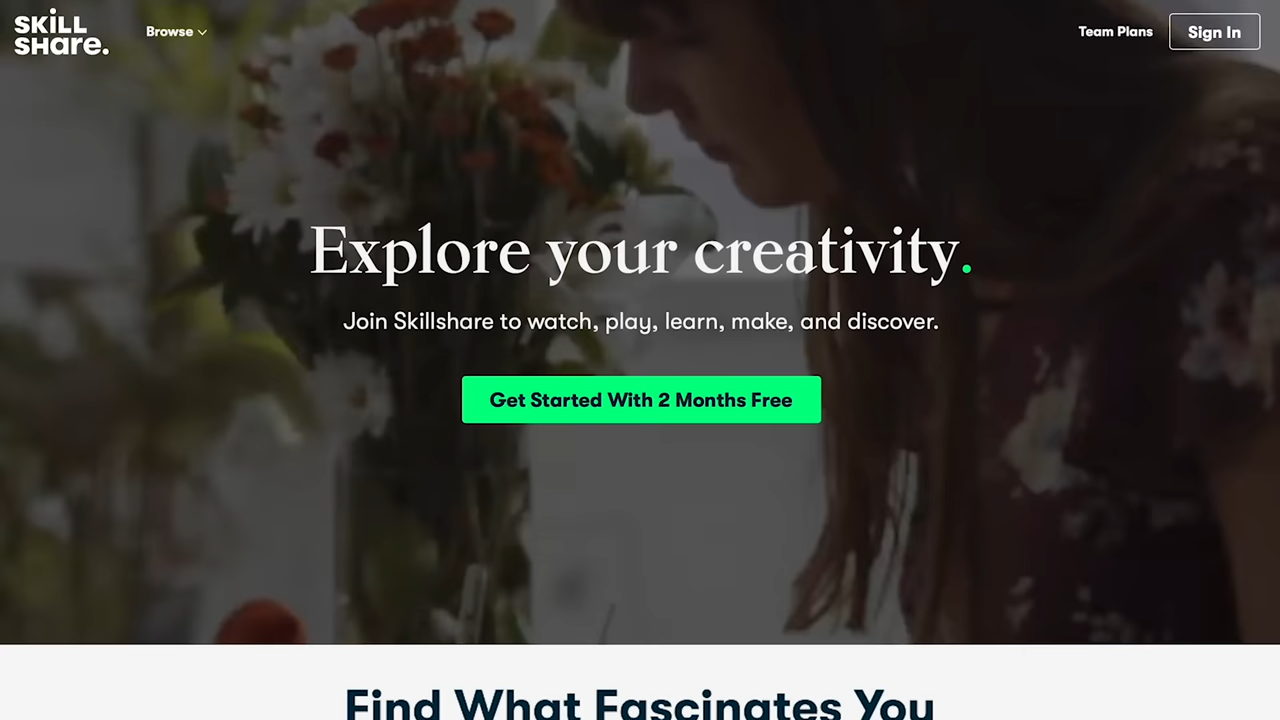 SKiLL
SHare.
Browse
Team Plans
Sign In
Explore your creativity.
Join Skillshare to watch, play, learn, make, and discover.
Get Started With 2 Months Free
Find What Fascinates You